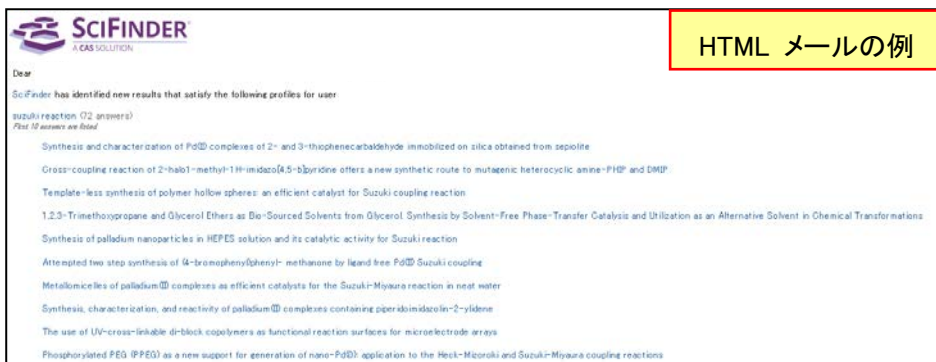 SCIFINDER®
A CAS SOLUTION
HTML メールの例
Dear
SciFinder has identified new results that satisfy the following profiles for user
suzuki reaction (72 answers)
First 10 answers are listed
Synthesis and characterization of Pd(II) complexes of 2- and 3-thiophenecarbaldehyde immobilized on silica obtained from sepiolite
Cross-coupling reaction of 2-halo1-methyl-1H-imidazo[4,5-b]pyridine offers a new synthetic route to mutagenic heterocyclic amine-PHIP and DMIP
Template-less synthesis of polymer hollow spheres: an efficient catalyst for Suzuki coupling reaction
1,2,3-Trimethoxypropane and Glycerol Ethers as Bio-Sourced Solvents from Glycerol: Synthesis by Solvent-Free Phase-Transfer Catalysis and Utilization as an Alternative Solvent in Chemical Transformations
Synthesis of palladium nanoparticles in HEPES solution and its catalytic activity for Suzuki reaction
Attempted two step synthesis of (4-bromophenyl)phenyl- methanone by ligand free Pd(II) Suzuki coupling
Metallomicelles of palladium(II) complexes as efficient catalysts for the Suzuki-Miyaura reaction in neat water
Synthesis, characterization, and reactivity of palladium(II) complexes containing piperidoimidazolin-2-ylidene
The use of UV-cross-linkable di-block copolymers as functional reaction surfaces for microelectrode arrays
Phosphorylated PEG (PPEG) as a new support for generation of nano-Pd(0): application to the Heck-Mizoroki and Suzuki-Miyaura coupling reactions